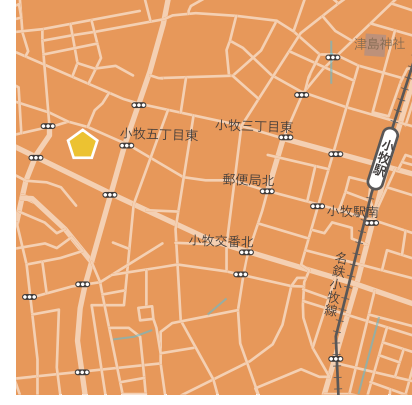 津島神社
小牧三丁目東
小牧五丁目東
小牧駅
郵便局北
小牧駅南
小牧交番北
名鉄小牧線